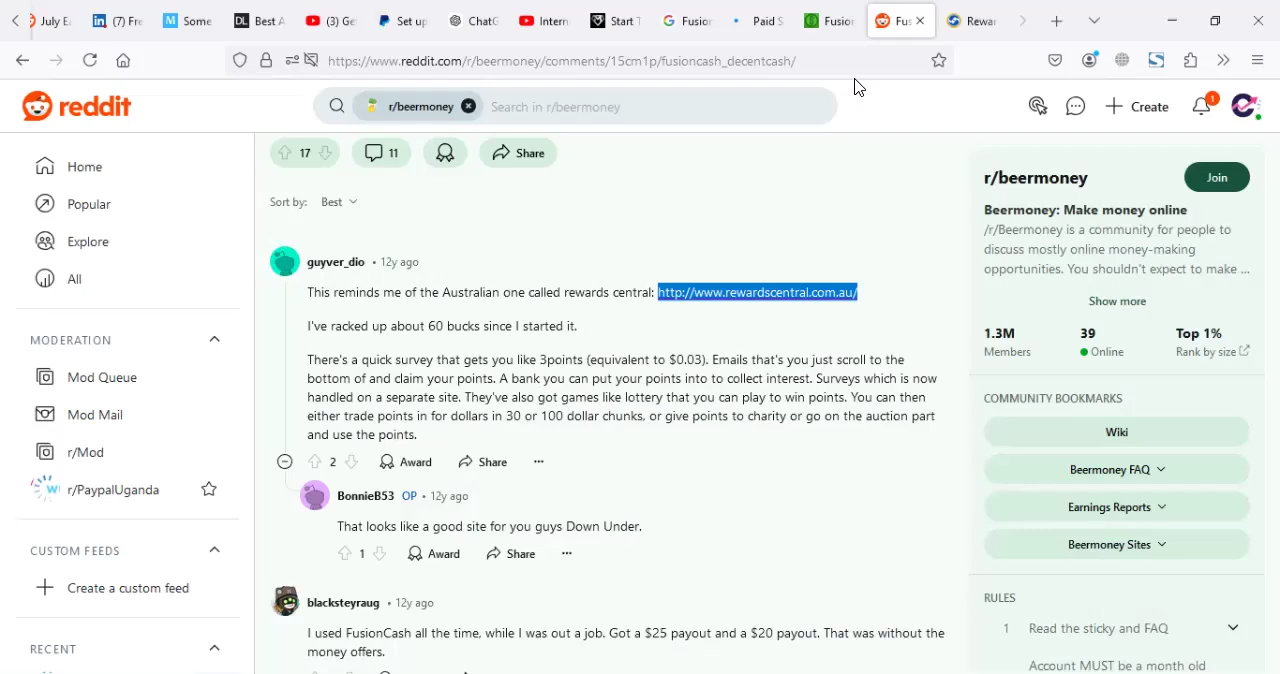 July Ea
(7) Fre
Some
Best A
(3) Ge
Set up
ChatG
Intern
Start T
Fusion
Paid S
Fusion
Fus
Rewar
https://www.reddit.com/r/beermoney/comments/15cm1p/fusioncash_decentcash/
reddit
r/beermoney
Search in r/beermoney
Create
1
Home
Popular
Explore
All
MODERATION
Mod Queue
Mod Mail
r/Mod
r/PaypalUganda
CUSTOM FEEDS
Create a custom feed
RECENT
17
11
Share
Sort by: Best
guyver_dio • 12y ago
This reminds me of the Australian one called rewards central: http://www.rewardscentral.com.au/
I've racked up about 60 bucks since I started it.
There's a quick survey that gets you like 3points (equivalent to $0.03). Emails that's you just scroll to the
bottom of and claim your points. A bank you can put your points into to collect interest. Surveys which is now
handled on a separate site. They've also got games like lottery that you can play to win points. You can then
either trade points in for dollars in 30 or 100 dollar chunks, or give points to charity or go on the auction part
and use the points.
2 Award Share
BonnieB53 OP • 12y ago
That looks like a good site for you guys Down Under.
1 Award Share
blacksteyraug • 12y ago
I used FusionCash all the time, while I was out a job. Got a $25 payout and a $20 payout. That was without the
money offers.
r/beermoney
Join
Beermoney: Make money online
/r/Beermoney is a community for people to
discuss mostly online money-making
opportunities. You shouldn't expect to make ...
Show more
1.3M 39 Top 1%
Members Online Rank by size
COMMUNITY BOOKMARKS
Wiki
Beermoney FAQ
Earnings Reports
Beermoney Sites
RULES
1 Read the sticky and FAQ
Account MUST be a month old